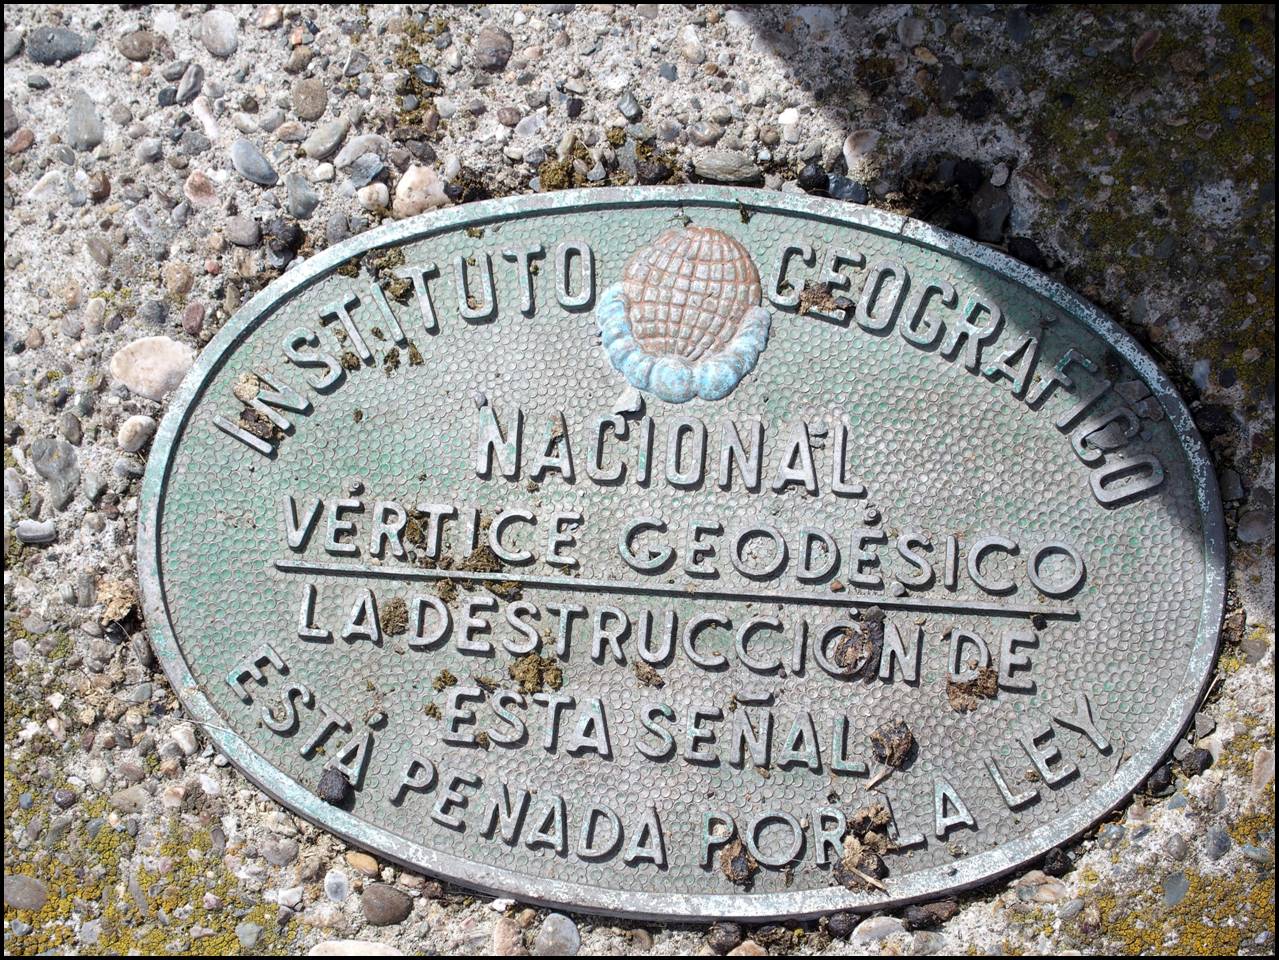 INSTITUTO GEOGRAFICO
NACIONAL
VÉRTICE GEODÉSICO
LA DESTRUCCIÓN DE
ESTA SEÑAL
ESTÁ PENADA POR LA LEY